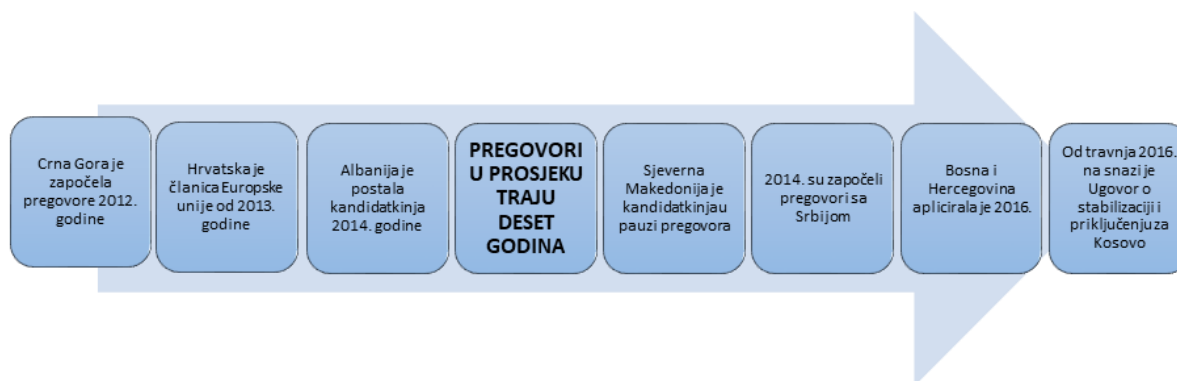 Crna Gora je
započela
pregovore 2012.
godine
Hrvatska je
članica Europske
unije od 2013.
godine
Albanija je
postala
kandidatkinja
2014. godine
PREGOVORI
U PROSJEKU
TRAJU
DESET
GODINA
Sjeverna
Makedonija je
kandidatkinja u
pauzi pregovora
2014. su započeli
pregovori sa
Srbijom
Bosna i
Hercegovina
aplicirala je 2016.
Od travnja 2016.
na snazi je
Ugovor o
stabilizaciji i
priključenju za
Kosovo